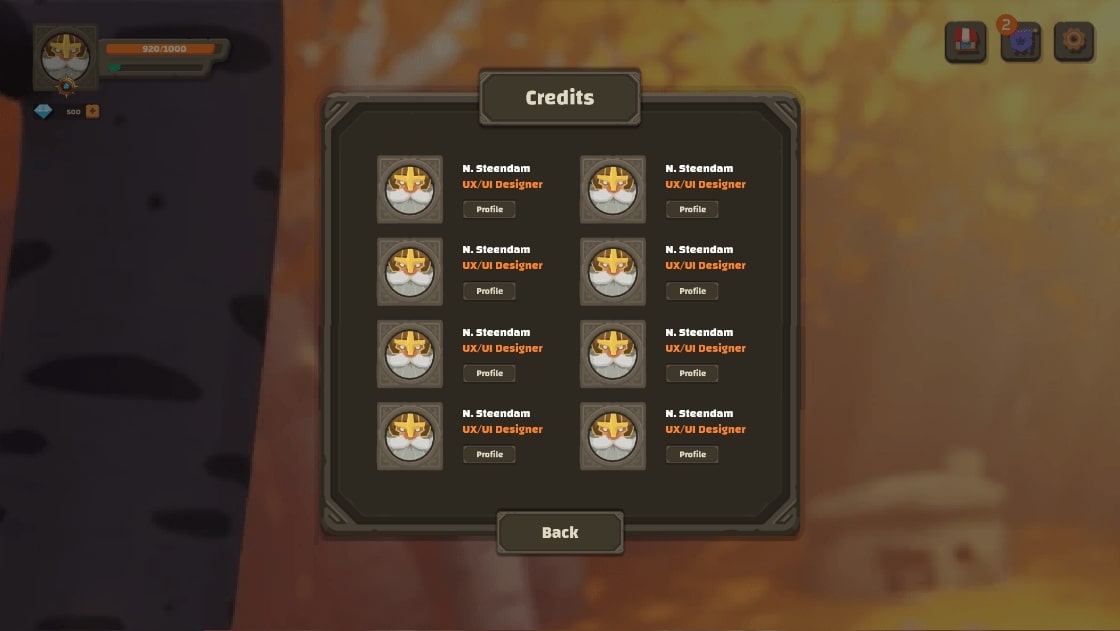 920/1000
2
500
Credits
N. Steendam
UX/UI Designer
Profile
N. Steendam
UX/UI Designer
Profile
N. Steendam
UX/UI Designer
Profile
N. Steendam
UX/UI Designer
Profile
N. Steendam
UX/UI Designer
Profile
N. Steendam
UX/UI Designer
Profile
N. Steendam
UX/UI Designer
Profile
N. Steendam
UX/UI Designer
Profile
Back